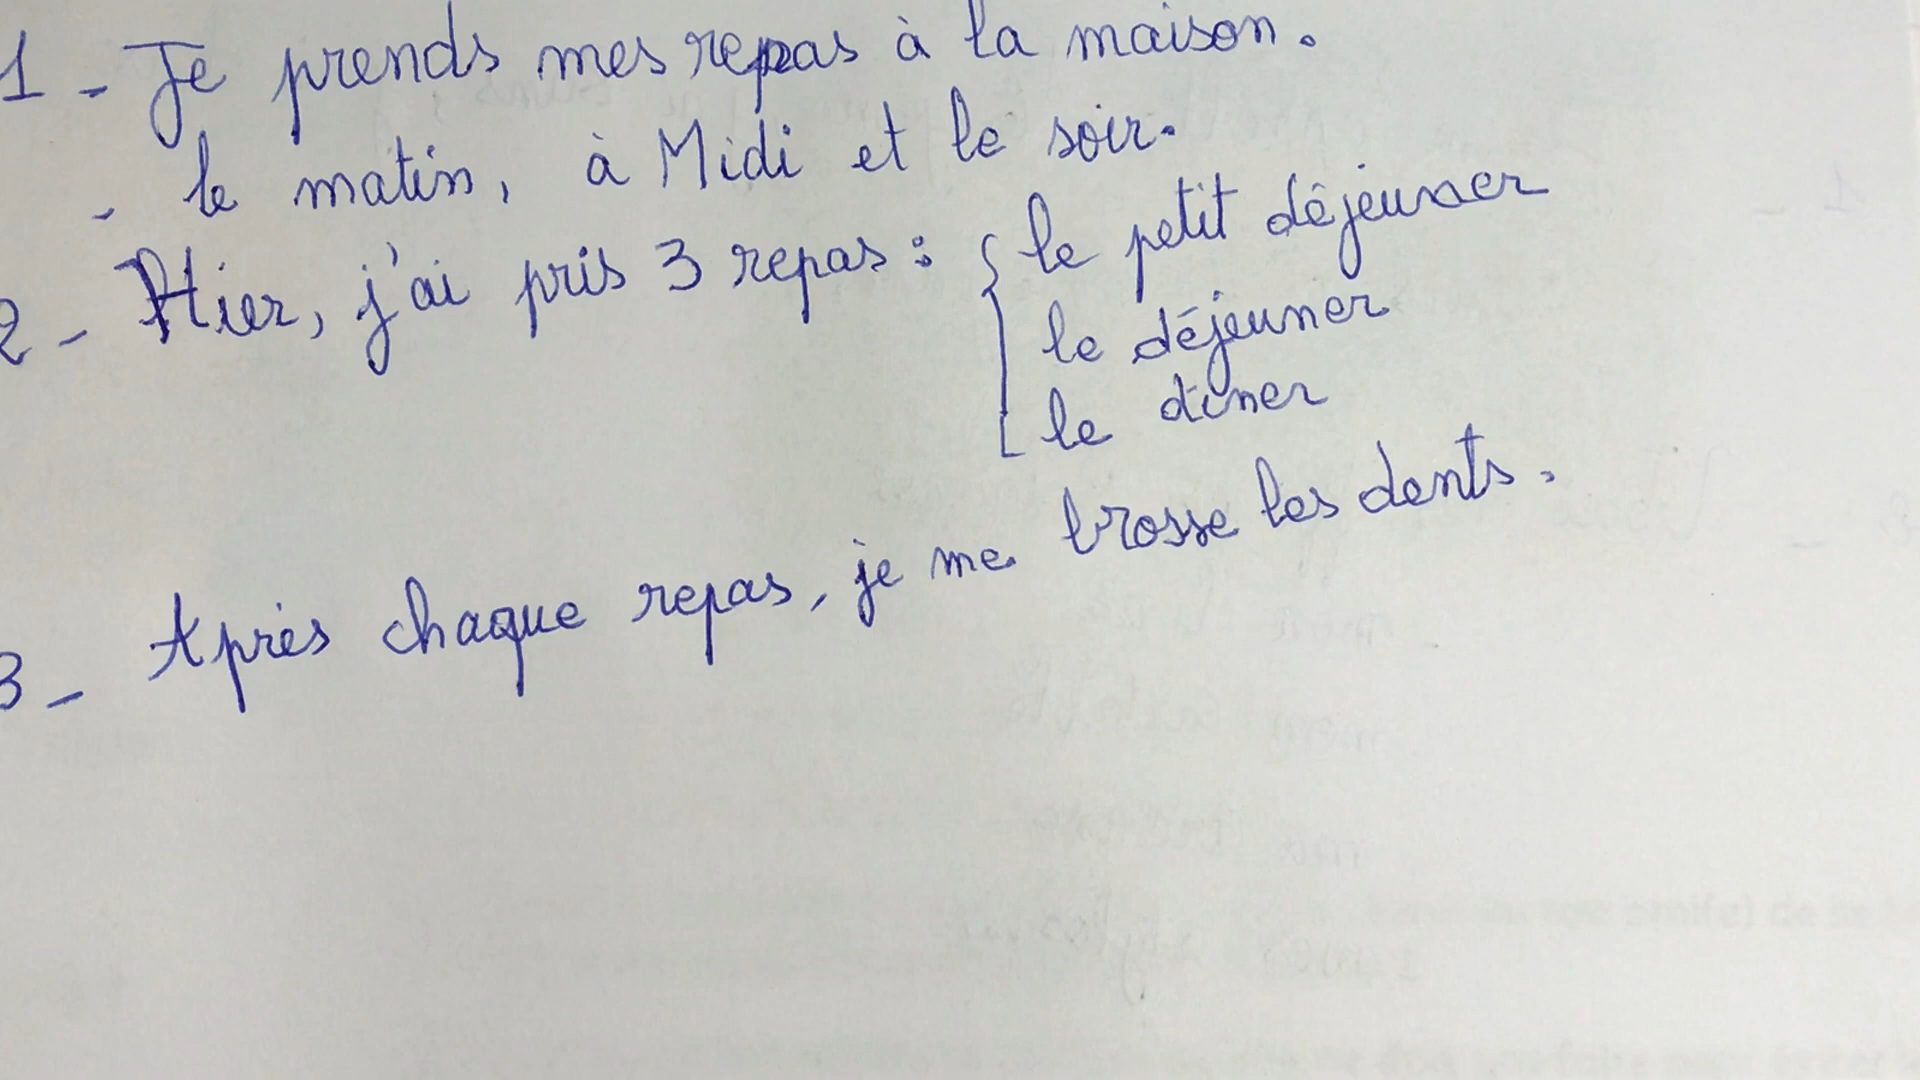 1 - Je prends mes repas à la maison.
- le matin, à Midi et le soir.
2 - Hier, j'ai pris 3 repas : { le petit déjeuner
le déjeuner
le diner
3 - Après chaque repas, je me brosse les dents.